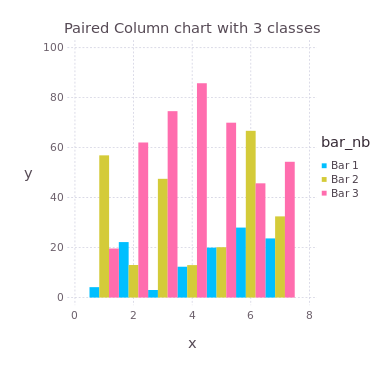 Paired Column chart with 3 classes
100
80
60
40
20
0
y
0 2 4 6 8
x
bar_nb
Bar 1
Bar 2
Bar 3